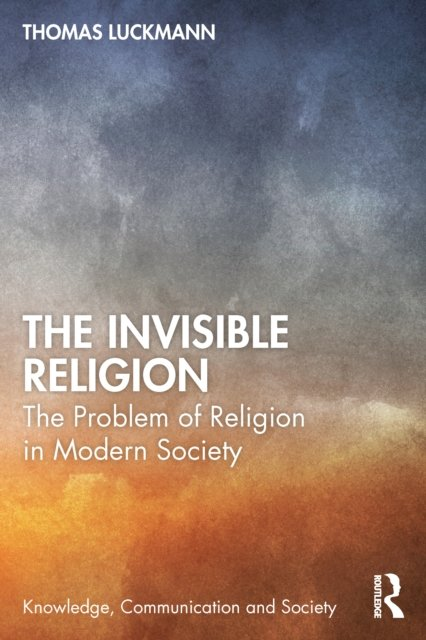 THOMAS LUCKMANN
THE INVISIBLE
RELIGION
The Problem of Religion
in Modern Society
Knowledge, Communication and Society
ROUTLEDGE